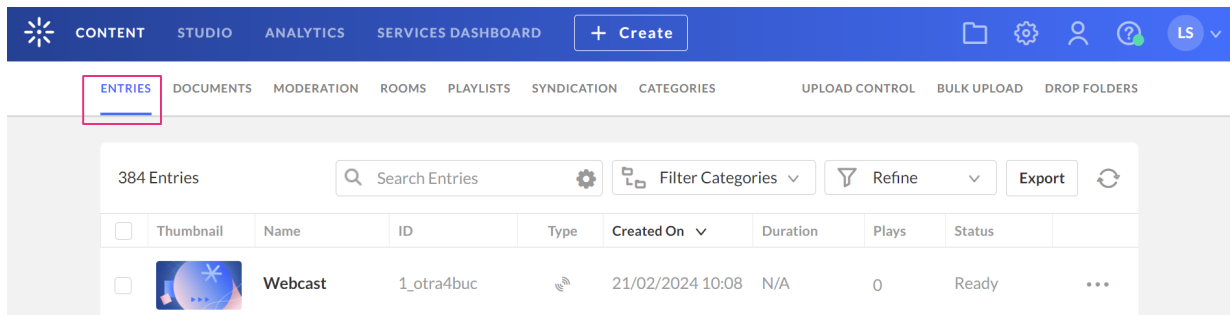 CONTENT STUDIO ANALYTICS SERVICES DASHBOARD + Create LS
ENTRIES DOCUMENTS MODERATION ROOMS PLAYLISTS SYNDICATION CATEGORIES UPLOAD CONTROL BULK UPLOAD DROP FOLDERS
384 Entries Search Entries Filter Categories Refine Export
Thumbnail Name ID Type Created On Duration Plays Status
Webcast 1_otra4buc 21/02/2024 10:08 N/A 0 Ready